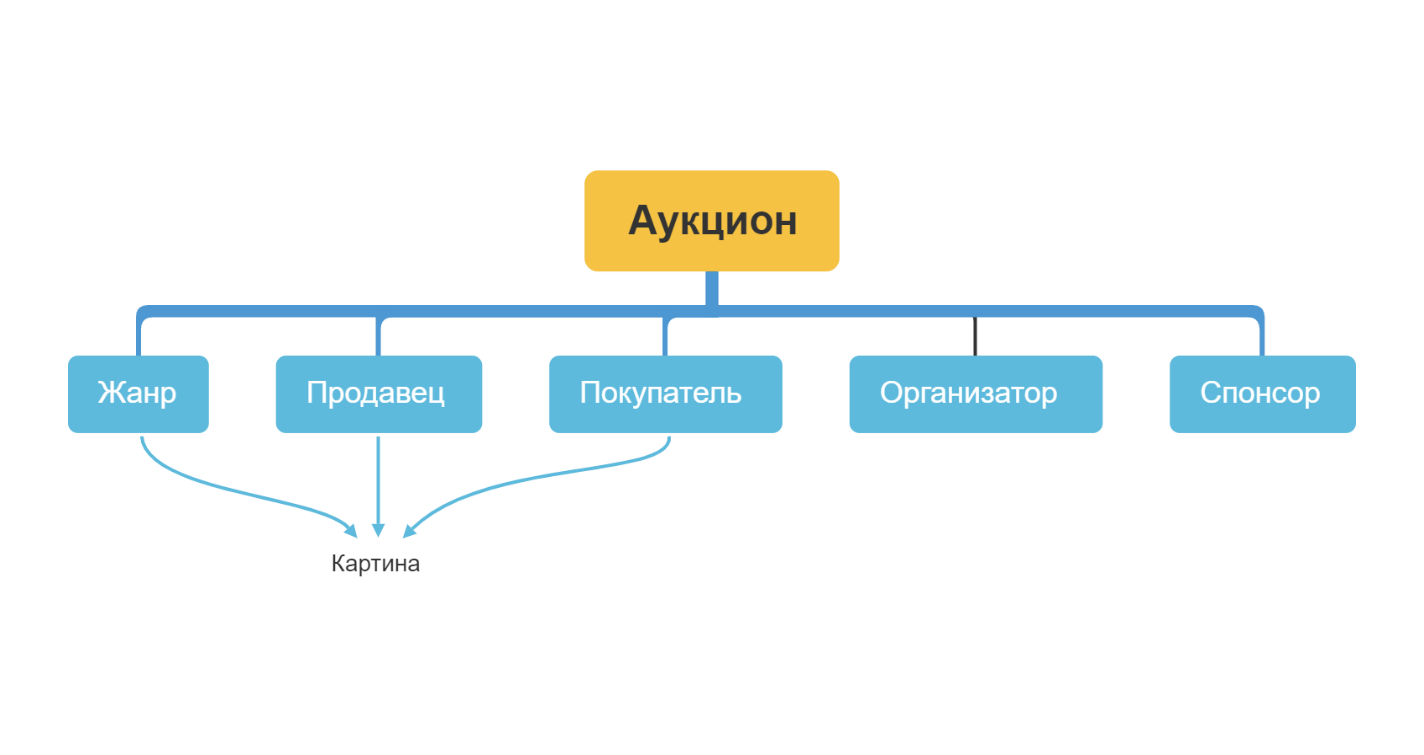 Аукцион
Жанр
Продавец
Покупатель
Организатор
Спонсор
Картина